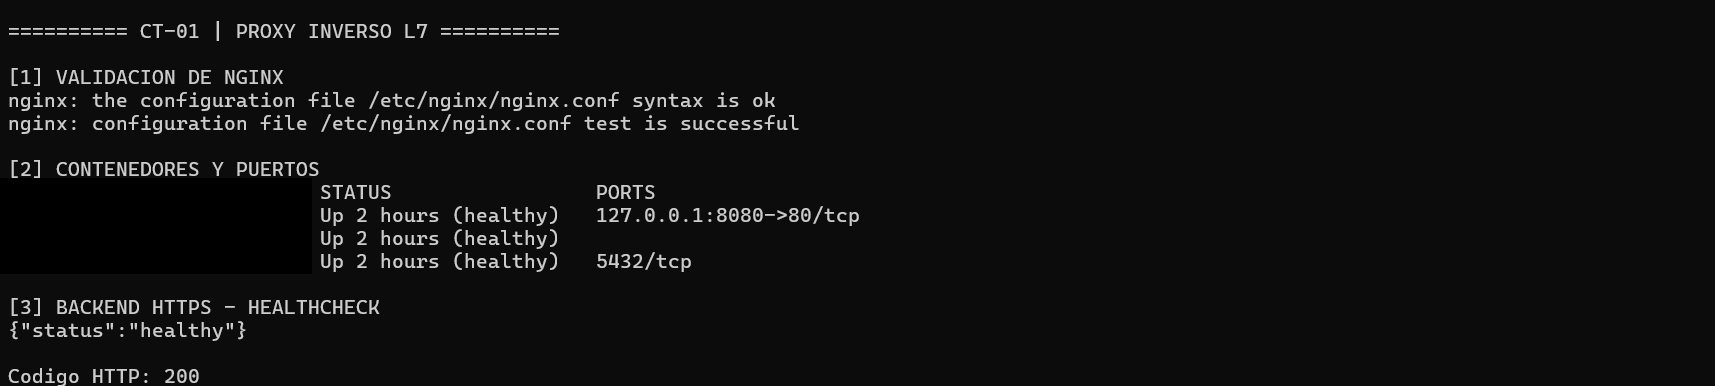 ========== CT-01 | PROXY INVERSO L7 ==========
[1] VALIDACION DE NGINX
nginx: the configuration file /etc/nginx/nginx.conf syntax is ok
nginx: configuration file /etc/nginx/nginx.conf test is successful
[2] CONTENEDORES Y PUERTOS
STATUS PORTS
Up 2 hours (healthy) 127.0.0.1:8080->80/tcp
Up 2 hours (healthy)
Up 2 hours (healthy) 5432/tcp
[3] BACKEND HTTPS - HEALTHCHECK
{"status":"healthy"}
Codigo HTTP: 200